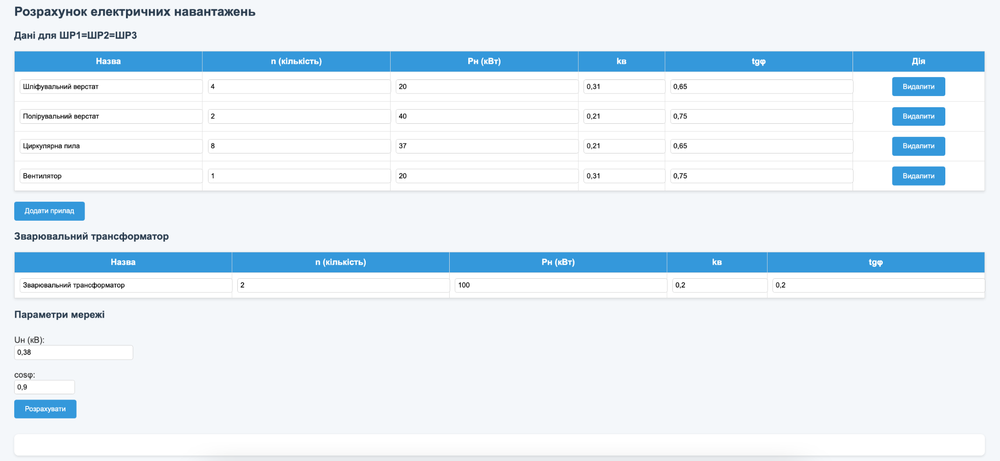 Розрахунок електричних навантажень
Дані для ШР1=ШР2=ШР3
Назва n (кількість) Рн (кВт) kв tgφ Дія
Шліфувальний верстат 4 20 0,31 0,65 Видалити
Полірувальний верстат 2 40 0,21 0,75 Видалити
Циркулярна пила 8 37 0,21 0,65 Видалити
Вентилятор 1 20 0,31 0,75 Видалити
Додати прилад
Зварювальний трансформатор
Назва n (кількість) Рн (кВт) kв tgφ
Зварювальний трансформатор 2 100 0,2 0,2
Параметри мережі
Uн (кВ):
0,38
cosφ:
0,9
Розрахувати